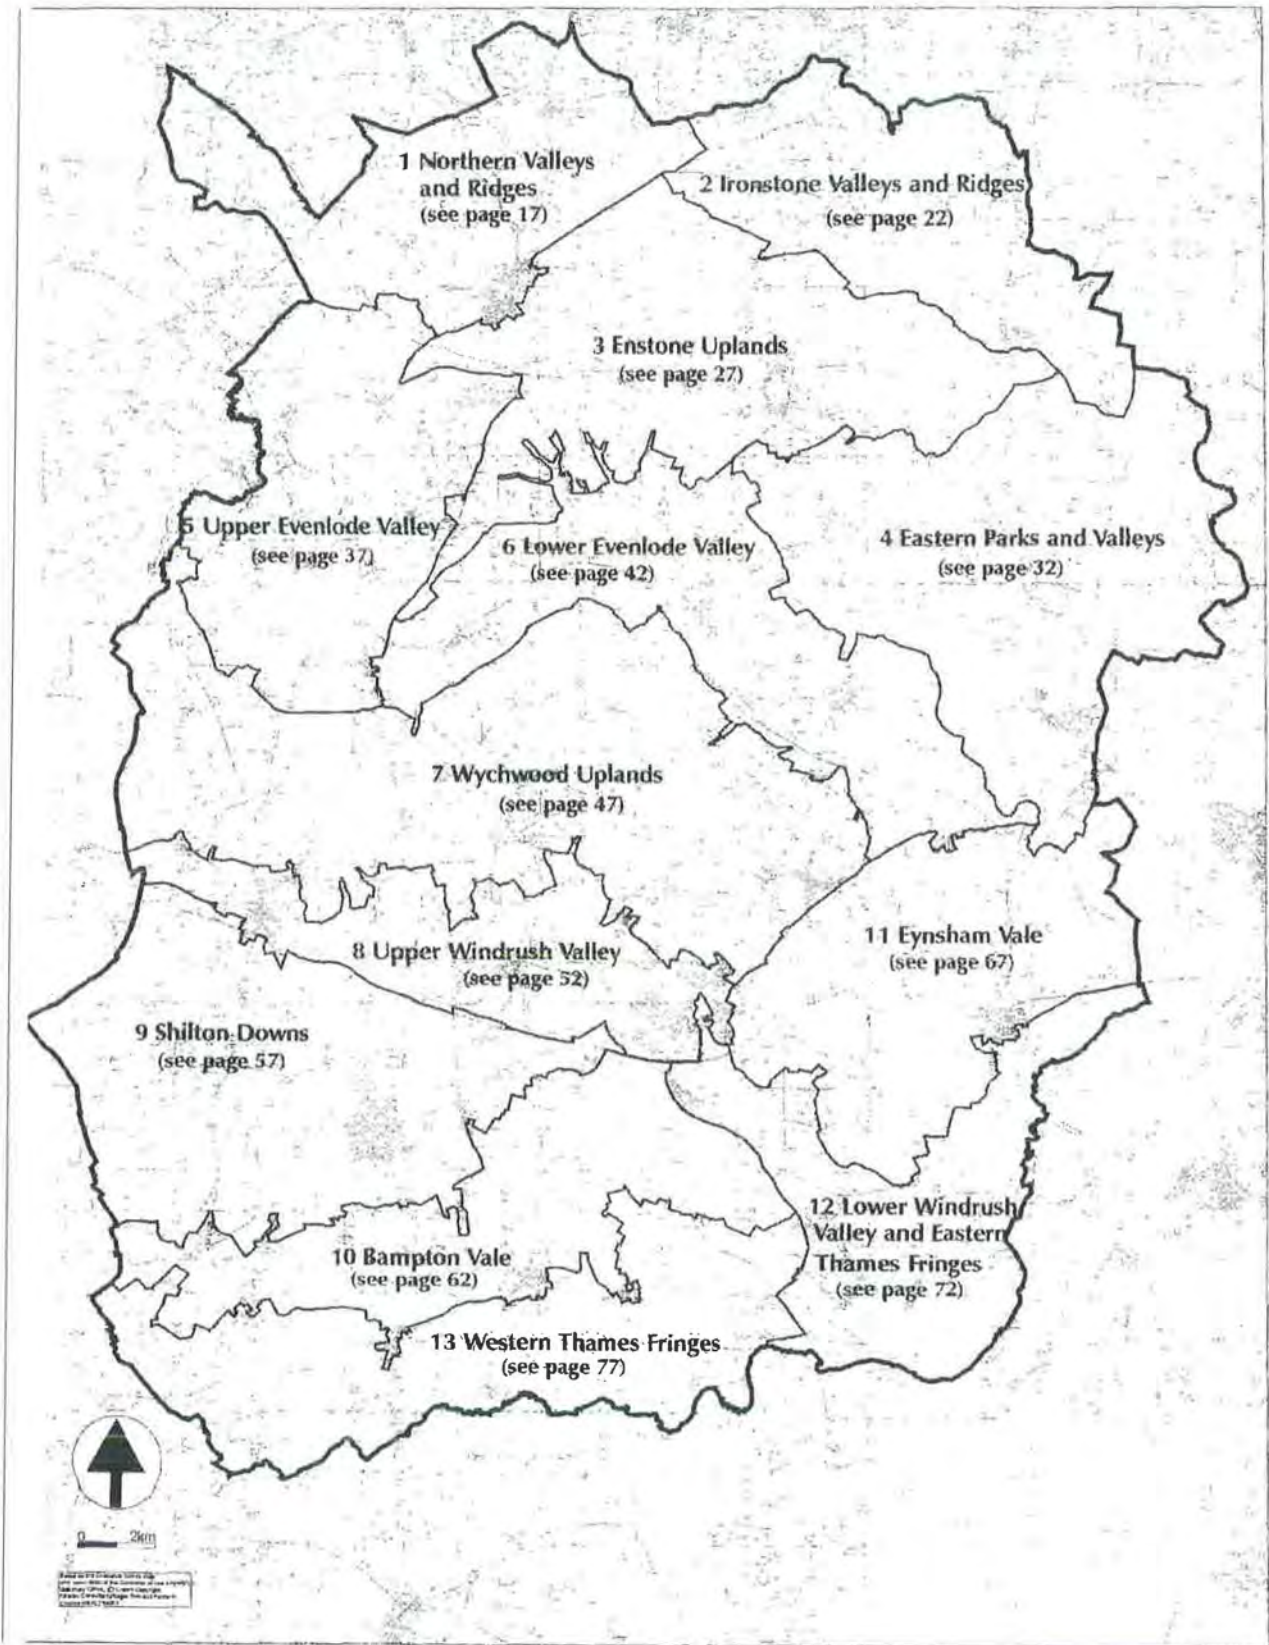 1 Northern Valleys
and Ridges
(see page 17)
2 Ironstone Valleys and Ridges
(see page 22)
3 Enstone Uplands
(see page 27)
5 Upper Evenlode Valley
(see page 37)
6 Lower Evenlode Valley
(see page 42)
4 Eastern Parks and Valleys
(see page 32)
7 Wychwood Uplands
(see page 47)
8 Upper Windrush Valley
(see page 52)
11 Eynsham Vale
(see page 67)
9 Shilton Downs
(see page 57)
12 Lower Windrush
Valley and Eastern
Thames Fringes
(see page 72)
10 Bampton Vale
(see page 62)
13 Western Thames Fringes
(see page 77)
0 2km